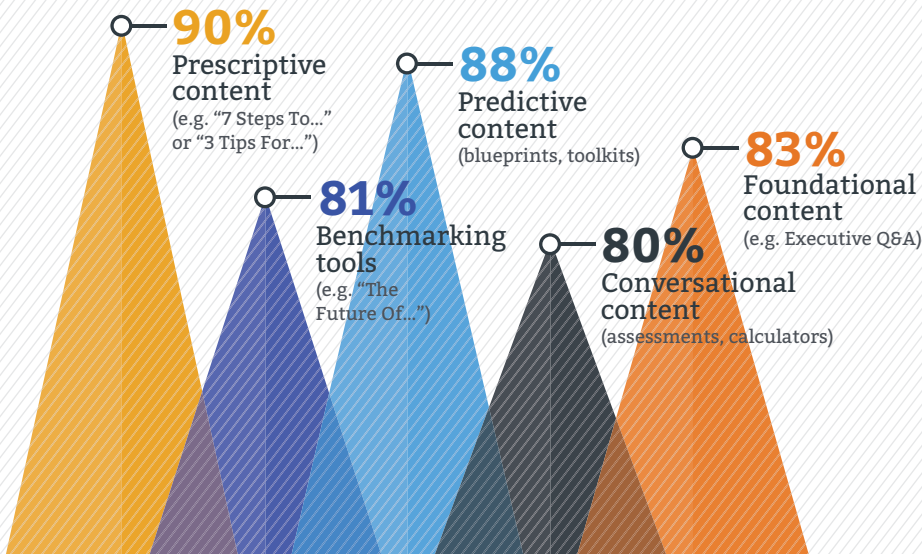 90%
Prescriptive
content
(e.g. “7 Steps To...”
or “3 Tips For...”)
81%
Benchmarking
tools
(e.g. “The
Future Of...”)
88%
Predictive
content
(blueprints, toolkits)
80%
Conversational
content
(assessments, calculators)
83%
Foundational
content
(e.g. Executive Q&A)